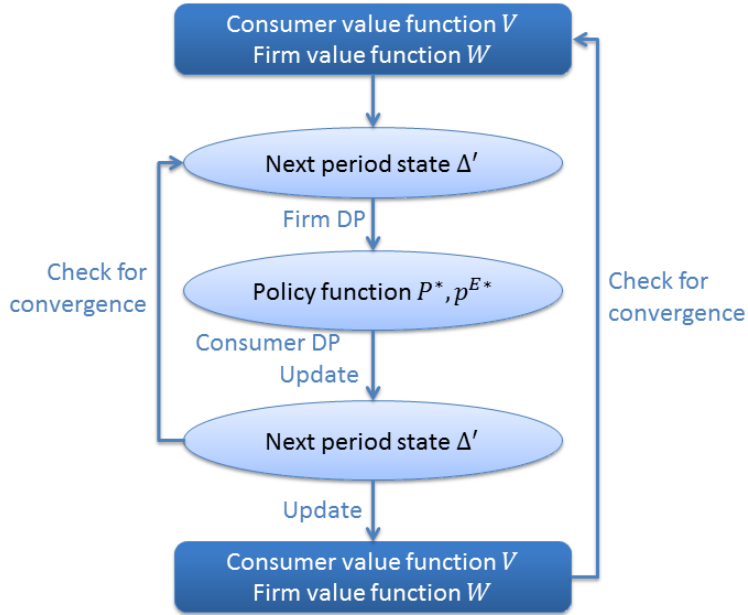 Consumer value function V
Firm value function W
Next period state Δ′
Firm DP
Check for
convergence
Policy function P*, p^{E*}
Check for
convergence
Consumer DP
Update
Next period state Δ′
Update
Consumer value function V
Firm value function W